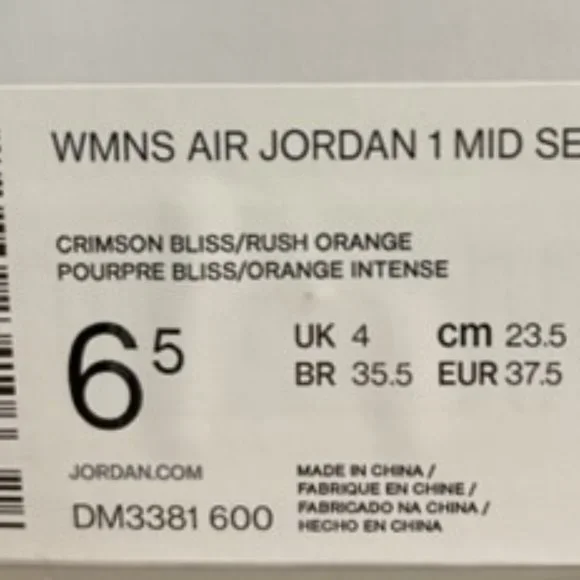 WMNS AIR JORDAN 1 MID SE
CRIMSON BLISS/RUSH ORANGE
POURPRE BLISS/ORANGE INTENSE
6 5
UK 4 cm 23.5
BR 35.5 EUR 37.5
JORDAN.COM
DM3381 600
MADE IN CHINA /
FABRIQUE EN CHINE /
FABRICADO NA CHINA /
HECHO EN CHINA